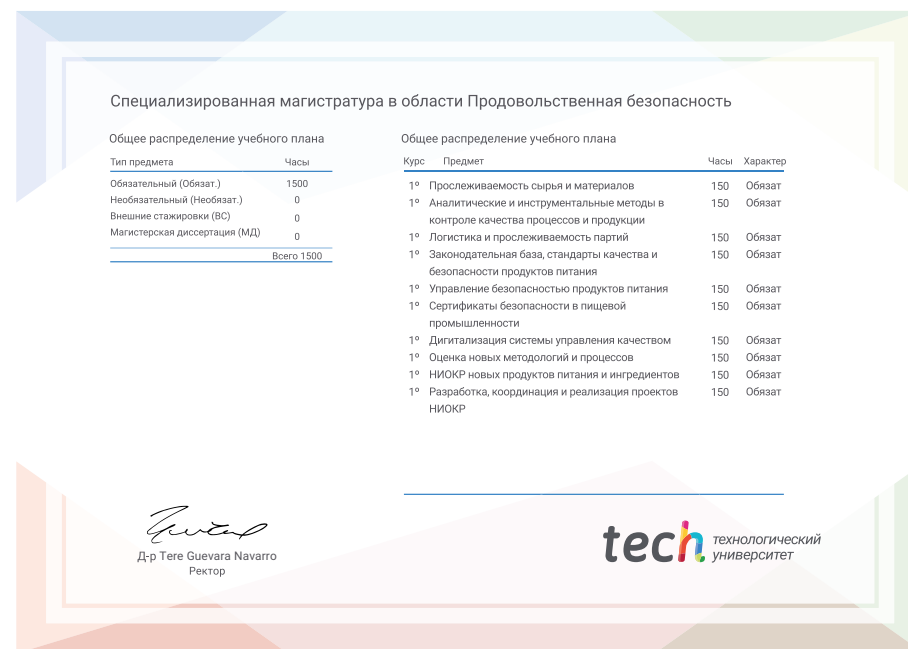 Специализированная магистратура в области Продовольственная безопасность
Общее распределение учебного плана
Тип предмета Часы
Обязательный (Обязат.) 1500
Необязательный (Необязат.) 0
Внешние стажировки (ВС) 0
Магистерская диссертация (МД) 0
Всего 1500
Общее распределение учебного плана
Курс Предмет Часы Характер
1º Прослеживаемость сырья и материалов 150 Обязат
1º Аналитические и инструментальные методы в 150 Обязат
контроле качества процессов и продукции
1º Логистика и прослеживаемость партий 150 Обязат
1º Законодательная база, стандарты качества и 150 Обязат
безопасности продуктов питания
1º Управление безопасностью продуктов питания 150 Обязат
1º Сертификаты безопасности в пищевой 150 Обязат
промышленности
1º Дигитализация системы управления качеством 150 Обязат
1º Оценка новых методологий и процессов 150 Обязат
1º НИОКР новых продуктов питания и ингредиентов 150 Обязат
1º Разработка, координация и реализация проектов 150 Обязат
НИОКР
Д-р Tere Guevara Navarro
Ректор
tech технологический
университет